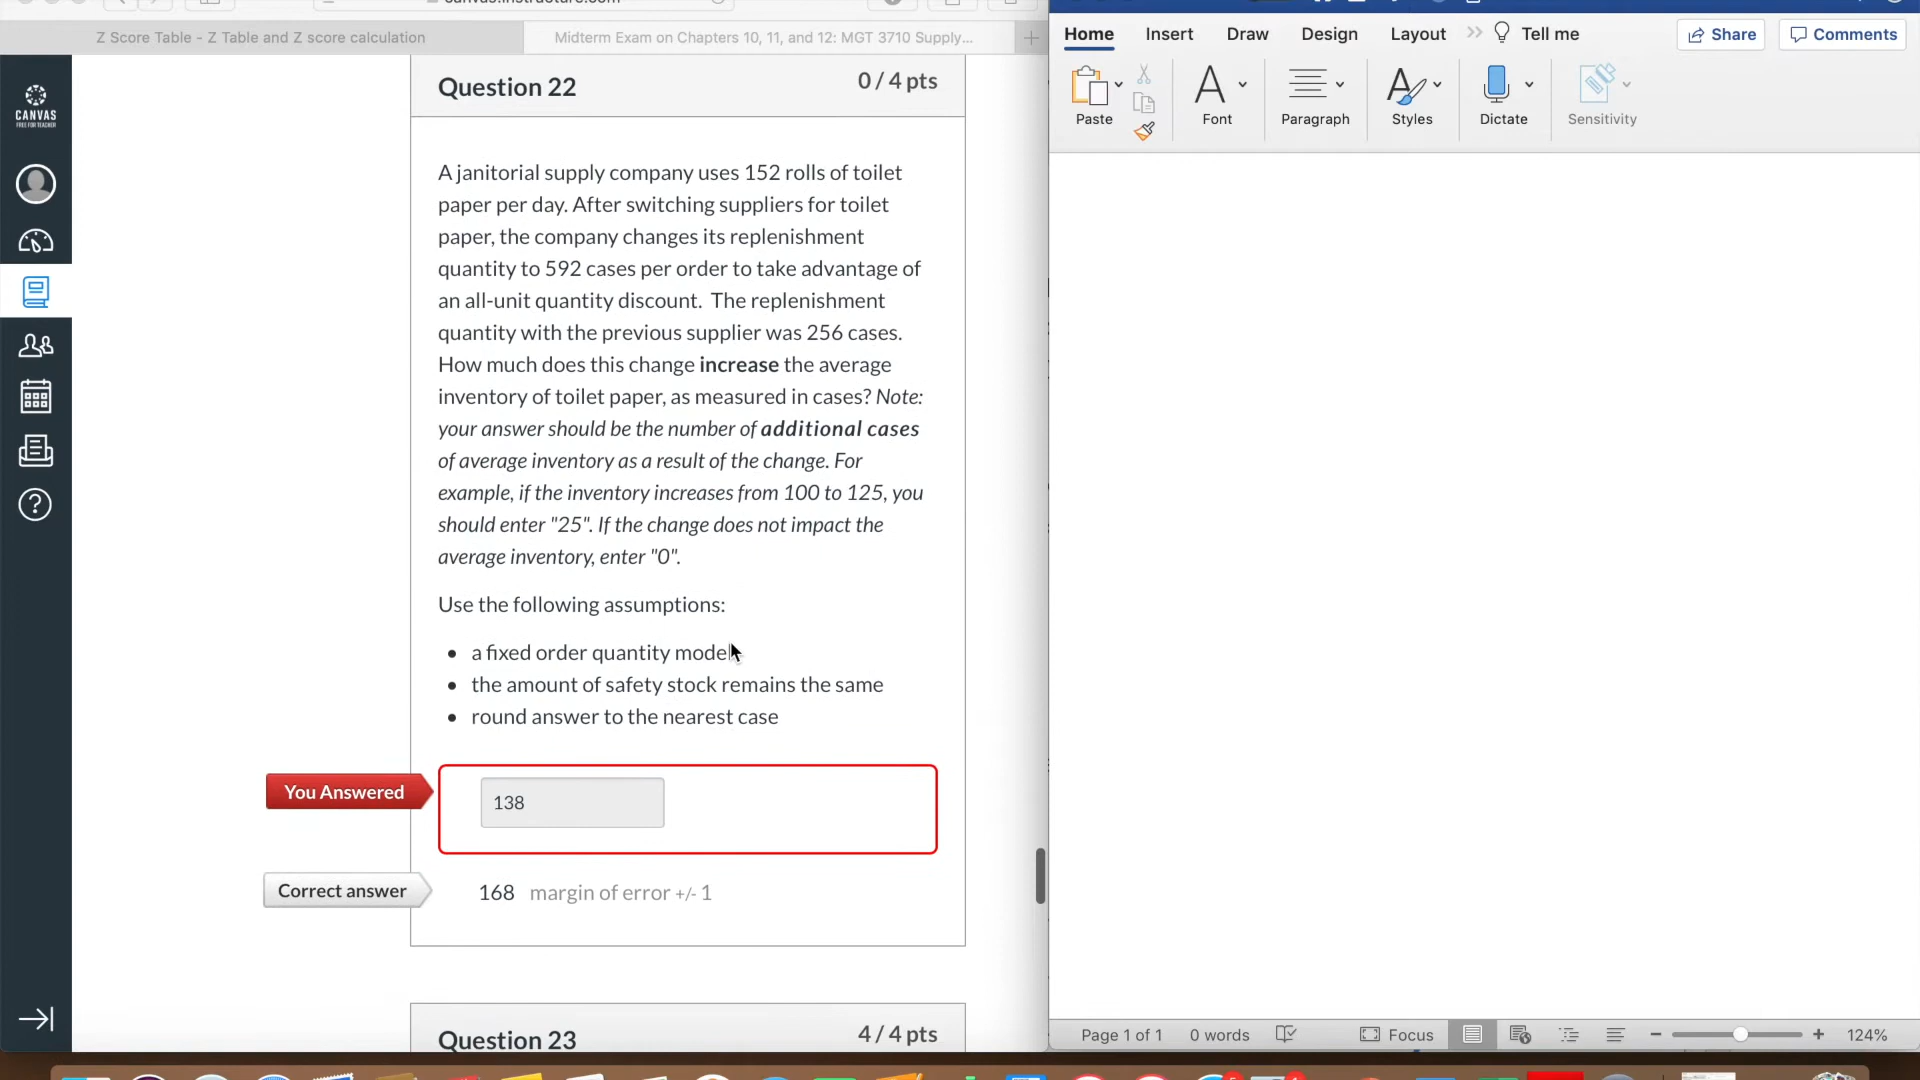 Z Score Table - Z Table and Z score calculation
Midterm Exam on Chapters 10, 11, and 12: MGT 3710 Supply...
Home
Insert
Draw
Design
Layout
Tell me
Share
Comments
Paste
Font
Paragraph
Styles
Dictate
Sensitivity
CANVAS
FREE FOR TEACHER
Question 22
0 / 4 pts
A janitorial supply company uses 152 rolls of toilet
paper per day. After switching suppliers for toilet
paper, the company changes its replenishment
quantity to 592 cases per order to take advantage of
an all-unit quantity discount.  The replenishment
quantity with the previous supplier was 256 cases.
How much does this change increase the average
inventory of toilet paper, as measured in cases? Note:
your answer should be the number of additional cases
of average inventory as a result of the change. For
example, if the inventory increases from 100 to 125, you
should enter "25". If the change does not impact the
average inventory, enter "0".
Use the following assumptions:
• a fixed order quantity model
• the amount of safety stock remains the same
• round answer to the nearest case
You Answered
138
Correct answer
168 margin of error +/- 1
Question 23
4 / 4 pts
Page 1 of 1
0 words
Focus
124%